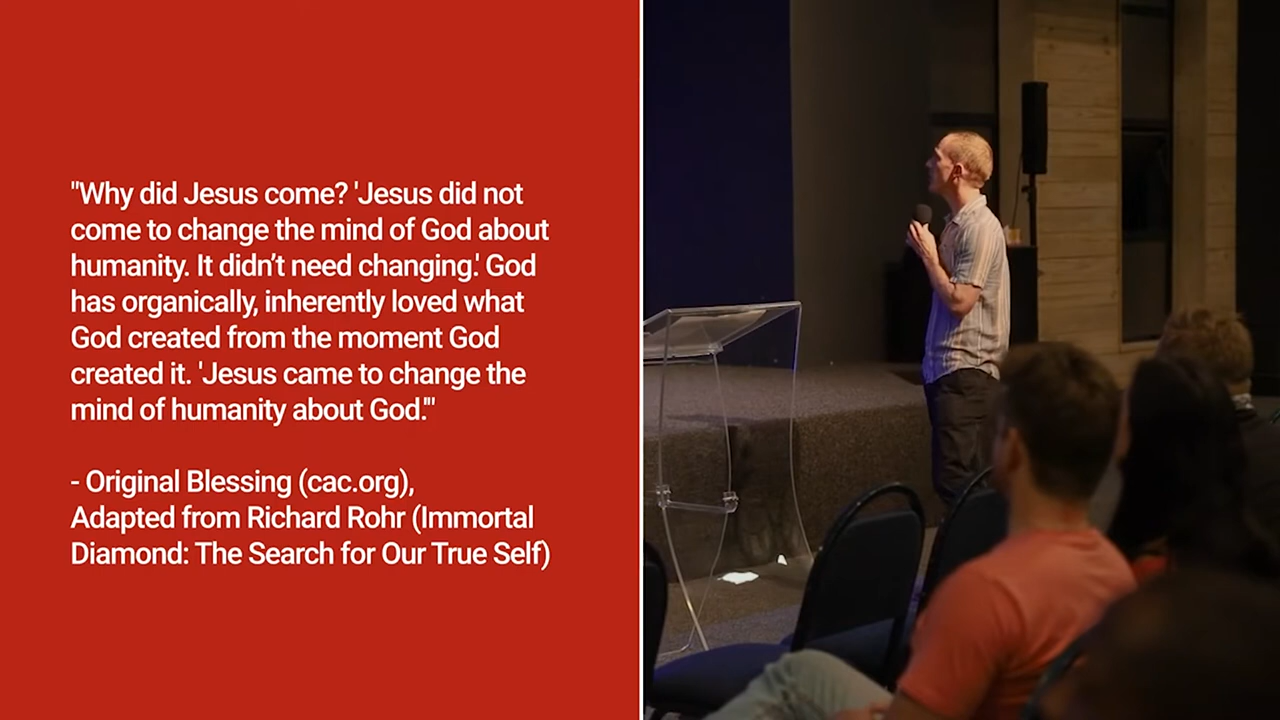 "Why did Jesus come? 'Jesus did not
come to change the mind of God about
humanity. It didn’t need changing.' God
has organically, inherently loved what
God created from the moment God
created it. 'Jesus came to change the
mind of humanity about God.'"
- Original Blessing (cac.org),
Adapted from Richard Rohr (Immortal
Diamond: The Search for Our True Self)